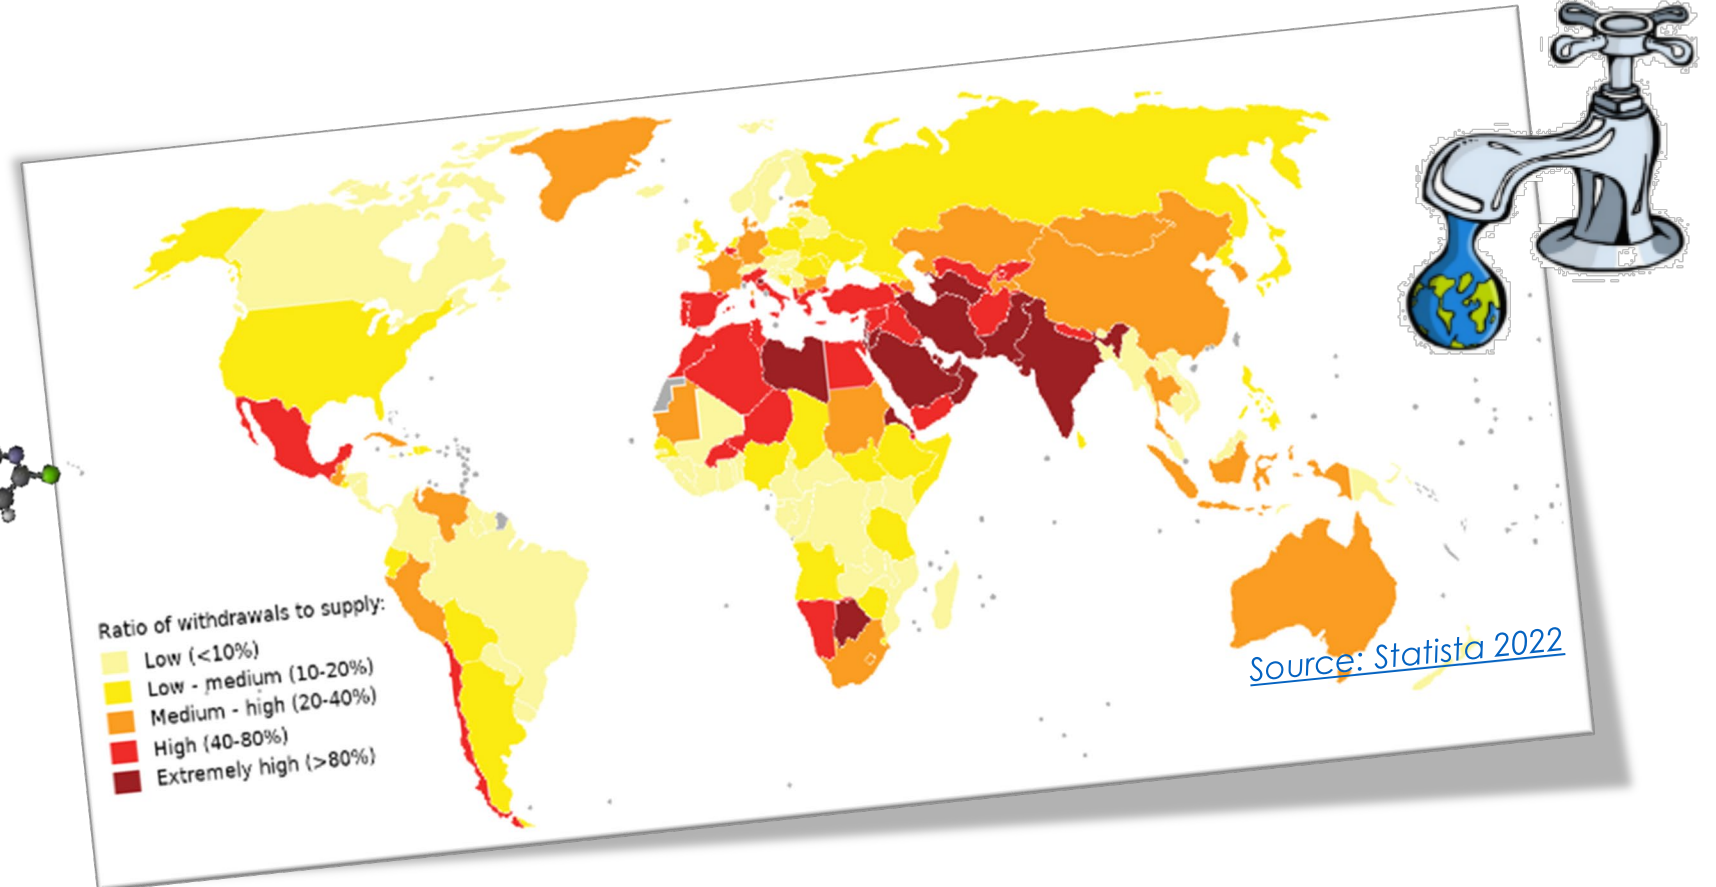 Ratio of withdrawals to supply:
Low (<10%)
Low - medium (10-20%)
Medium - high (20-40%)
High (40-80%)
Extremely high (>80%)
Source: Statista 2022